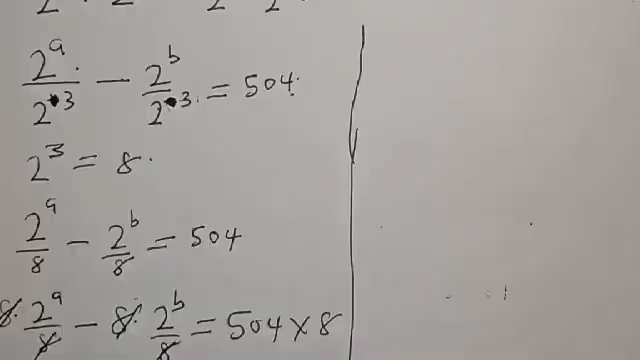 2^a/2^3 - 2^b/2^3 = 504
2^3 = 8
2^a/8 - 2^b/8 = 504
8· 2^a/8 - 8· 2^b/8 = 504 × 8